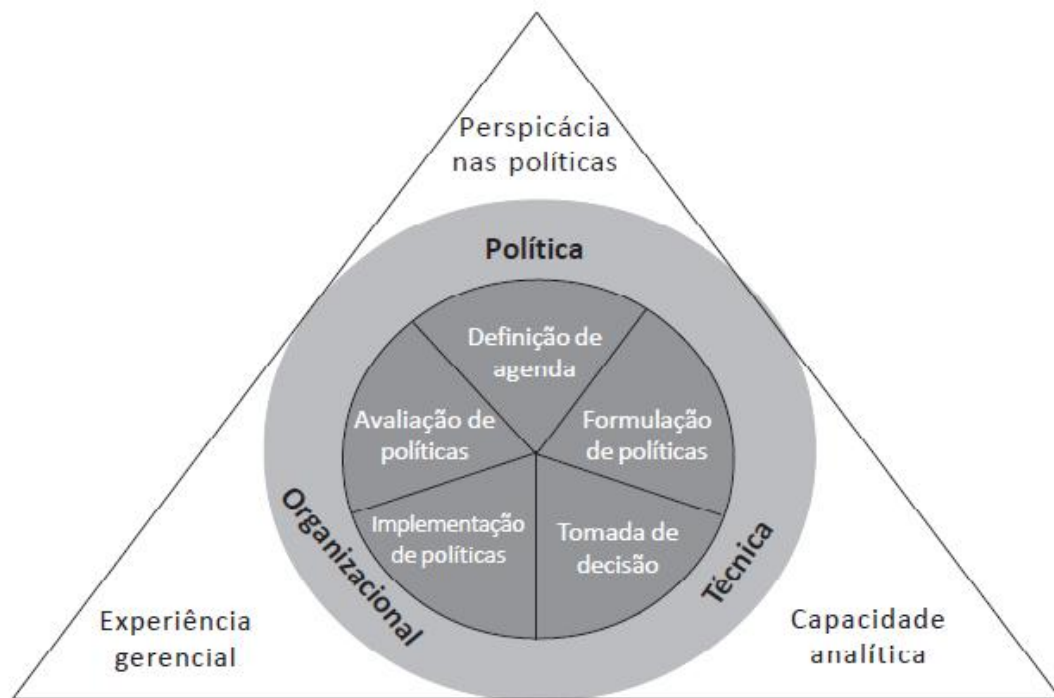 Perspicácia
nas políticas
Política
Definição de
agenda
Avaliação de
políticas
Formulação
de políticas
Implementação
de políticas
Tomada de
decisão
Organizacional
Técnica
Experiência
gerencial
Capacidade
analítica